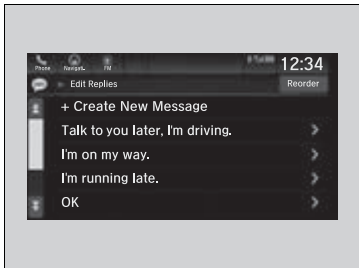 Phone Navigati.. FM 12:34
Edit Replies Reorder
+ Create New Message
Talk to you later, I'm driving.
I'm on my way.
I'm running late.
OK